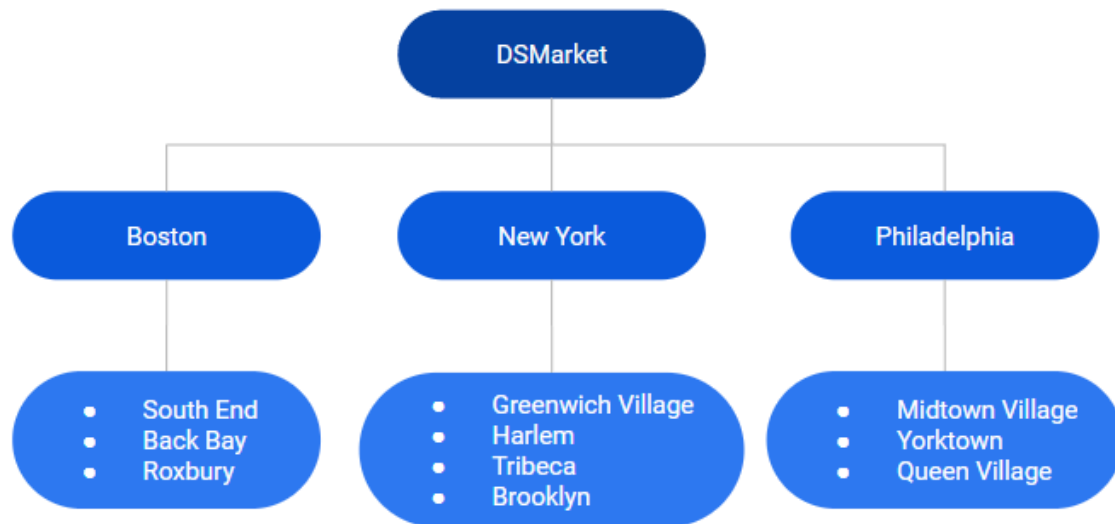 DSMarket
Boston
New York
Philadelphia
• South End
• Back Bay
• Roxbury
• Greenwich Village
• Harlem
• Tribeca
• Brooklyn
• Midtown Village
• Yorktown
• Queen Village